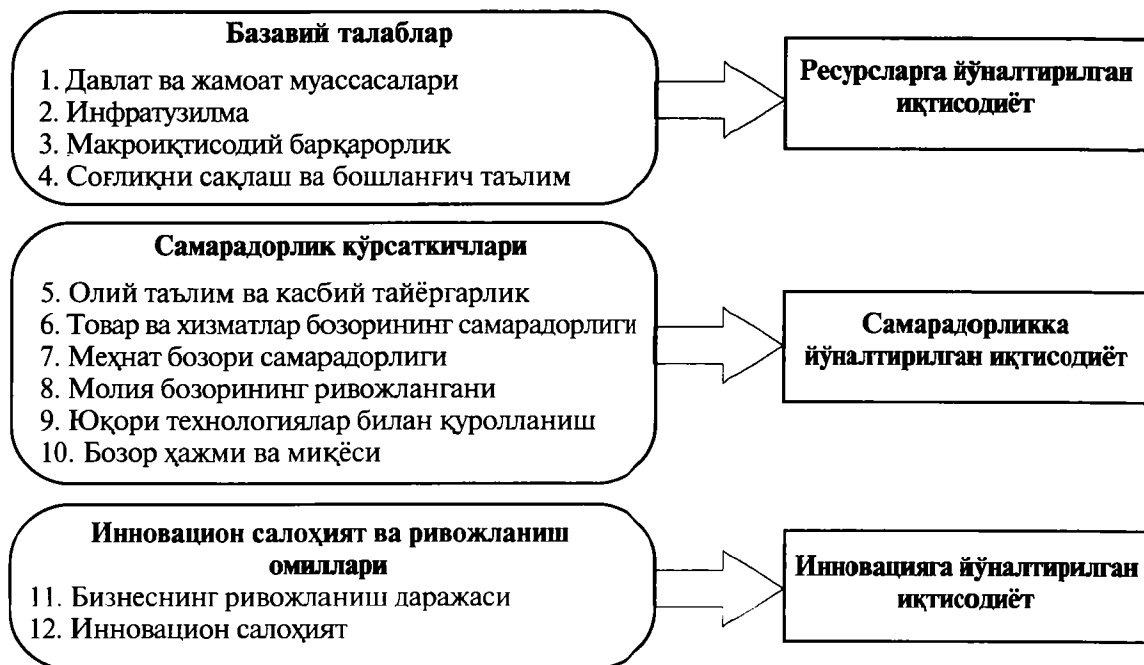 Базавий талаблар
1. Давлат ва жамоат муассасалари
2. Инфратузилма
3. Макроиқтисодий барқарорлик
4. Соғлиқни сақлаш ва бошланғич таълим
Ресурсларга йўналтирилган
иқтисодиёт
Самарадорлик кўрсаткичлари
5. Олий таълим ва касбий тайёргарлик
6. Товар ва хизматлар бозорининг самарадорлиги
7. Меҳнат бозори самарадорлиги
8. Молия бозорининг ривожлангани
9. Юқори технологиялар билан қуролланиш
10. Бозор ҳажми ва миқёси
Самарадорликка
йўналтирилган иқтисодиёт
Инновацион салоҳият ва ривожланиш
омиллари
11. Бизнеснинг ривожланиш даражаси
12. Инновацион салоҳият
Инновацияга йўналтирилган
иқтисодиёт